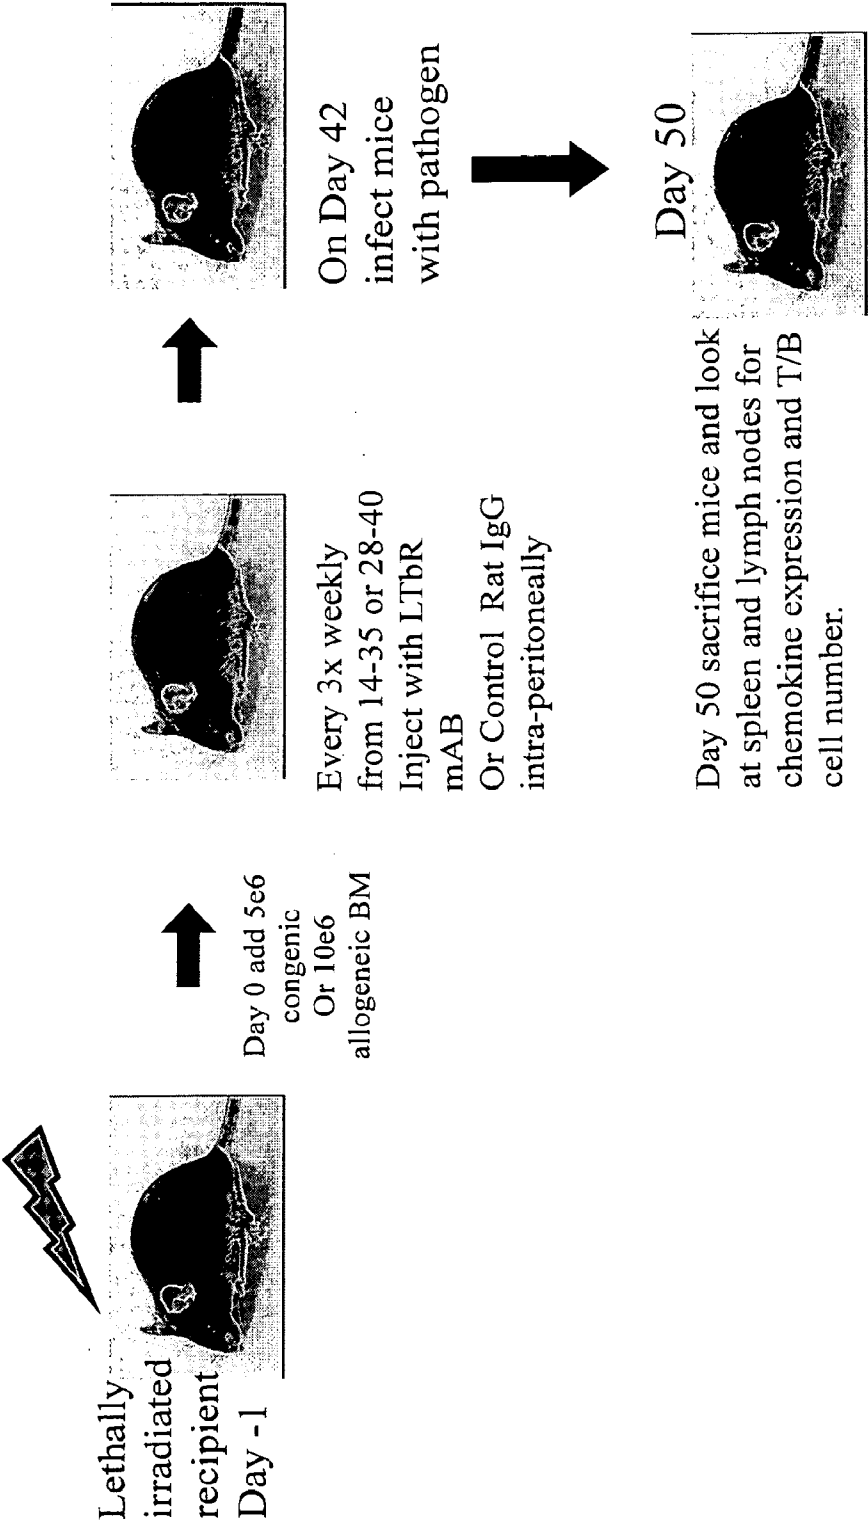 Lethally
irradiated
recipient
Day -1
Day 0 add 5e6
congenic
Or 10e6
allogeneic BM
Every 3x weekly
from 14-35 or 28-40
Inject with LTbR
mAB
Or Control Rat IgG
intra-peritoneally
On Day 42
infect mice
with pathogen
Day 50
Day 50 sacrifice mice and look
at spleen and lymph nodes for
chemokine expression and T/B
cell number.